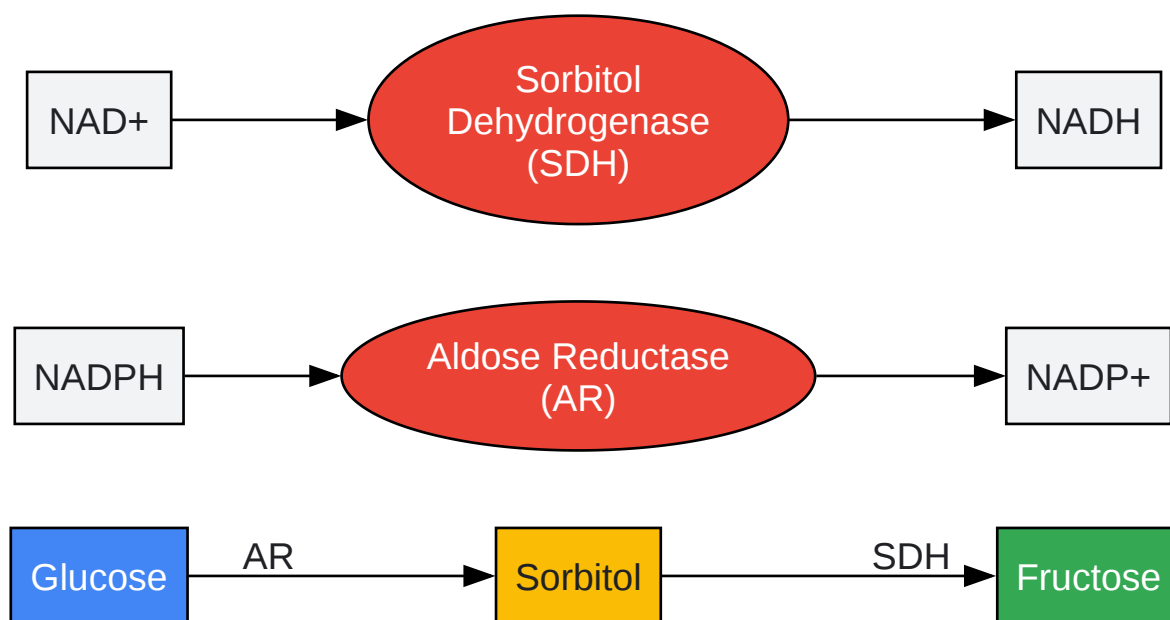 NAD+
Sorbitol
Dehydrogenase
(SDH)
NADH
NADPH
Aldose Reductase
(AR)
NADP+
Glucose
AR
Sorbitol
SDH
Fructose